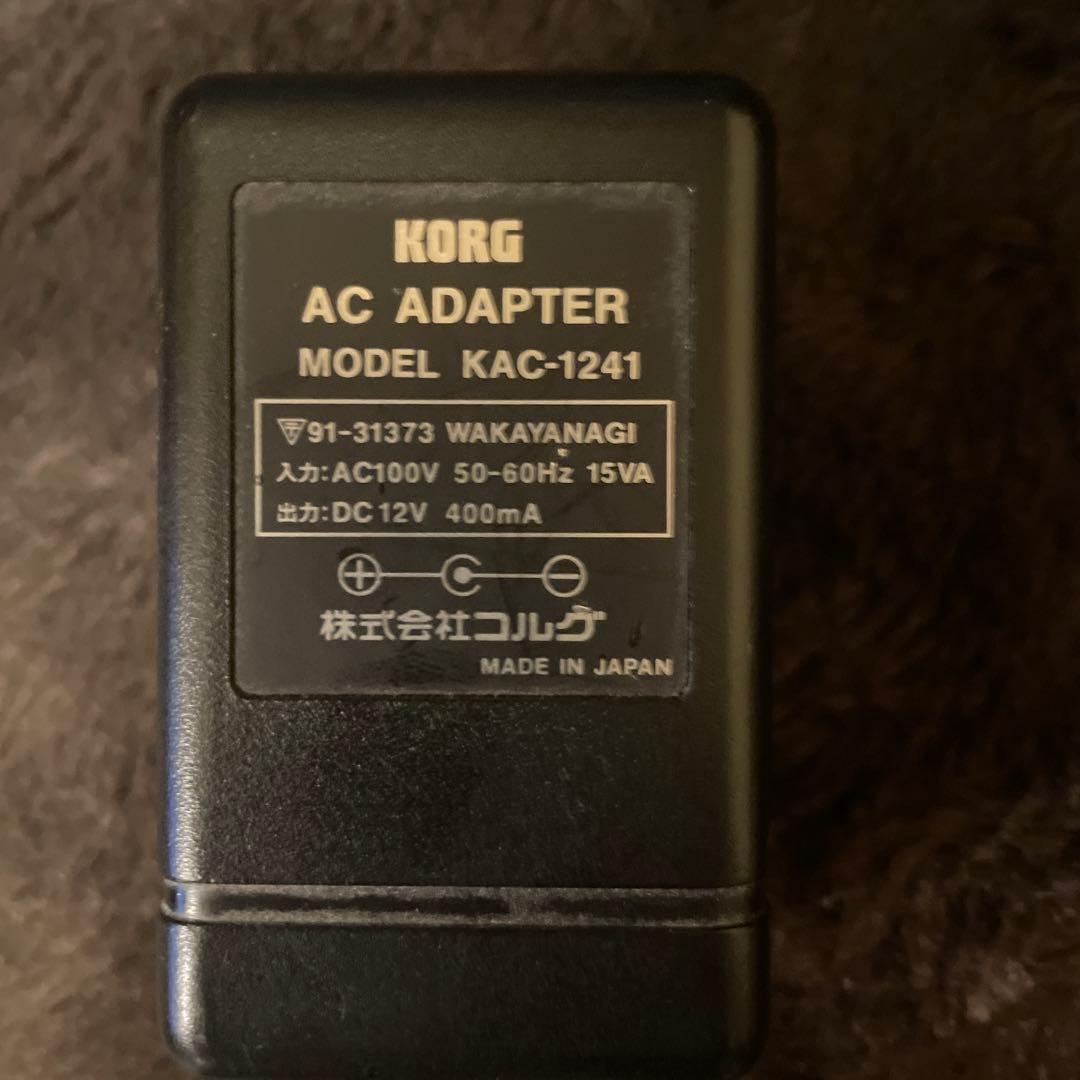 KORG
AC ADAPTER
MODEL KAC-1241
91-31373 WAKAYANAGI
入力:AC100V 50-60Hz 15VA
出力:DC12V 400mA
株式会社コルグ
MADE IN JAPAN